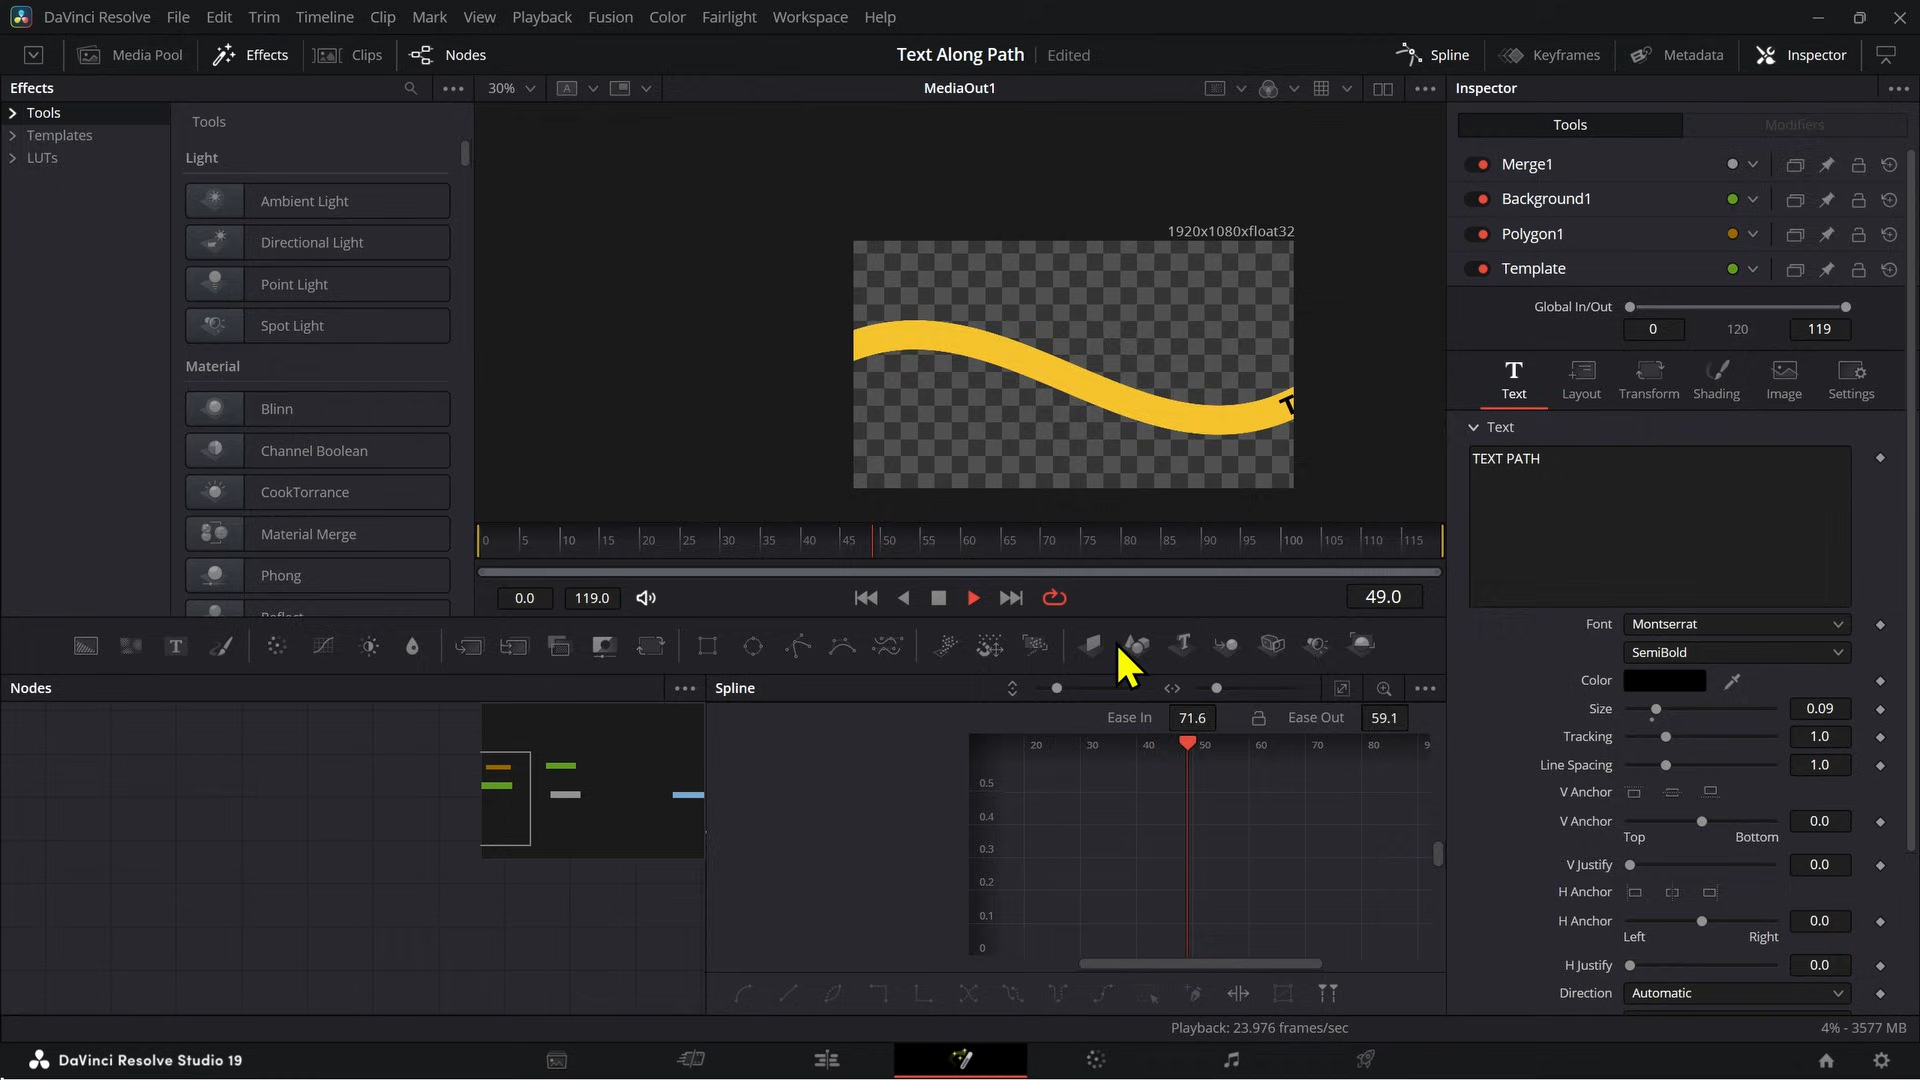 DaVinci Resolve File Edit Trim Timeline Clip Mark View Playback Fusion Color Fairlight Workspace Help
Media Pool Effects Clips Nodes Text Along Path Edited Spline Keyframes Metadata Inspector
Effects 30% A MediaOut1 Inspector
Tools
Templates
LUTs
Tools
Light
Ambient Light
Directional Light
Point Light
Spot Light
Material
Blinn
Channel Boolean
CookTorrance
Material Merge
Phong
1920x1080xfloat32
T
0 5 10 15 20 25 30 35 40 45 50 55 60 65 70 75 80 85 90 95 100 105 110 115
0.0 119.0 49.0
Nodes
Spline
Ease In 71.6 Ease Out 59.1
20 30 40 50 60 70 80 9
0.5
0.4
0.3
0.2
0.1
0
Tools Modifiers
Merge1
Background1
Polygon1
Template
Global In/Out
0 120 119
T
Text Layout Transform Shading Image Settings
Text
TEXT PATH
Font Montserrat
SemiBold
Color
Size 0.09
Tracking 1.0
Line Spacing 1.0
V Anchor
V Anchor 0.0
Top Bottom
V Justify 0.0
H Anchor
H Anchor 0.0
Left Right
H Justify 0.0
Direction Automatic
Playback: 23.976 frames/sec 4% - 3577 MB
DaVinci Resolve Studio 19